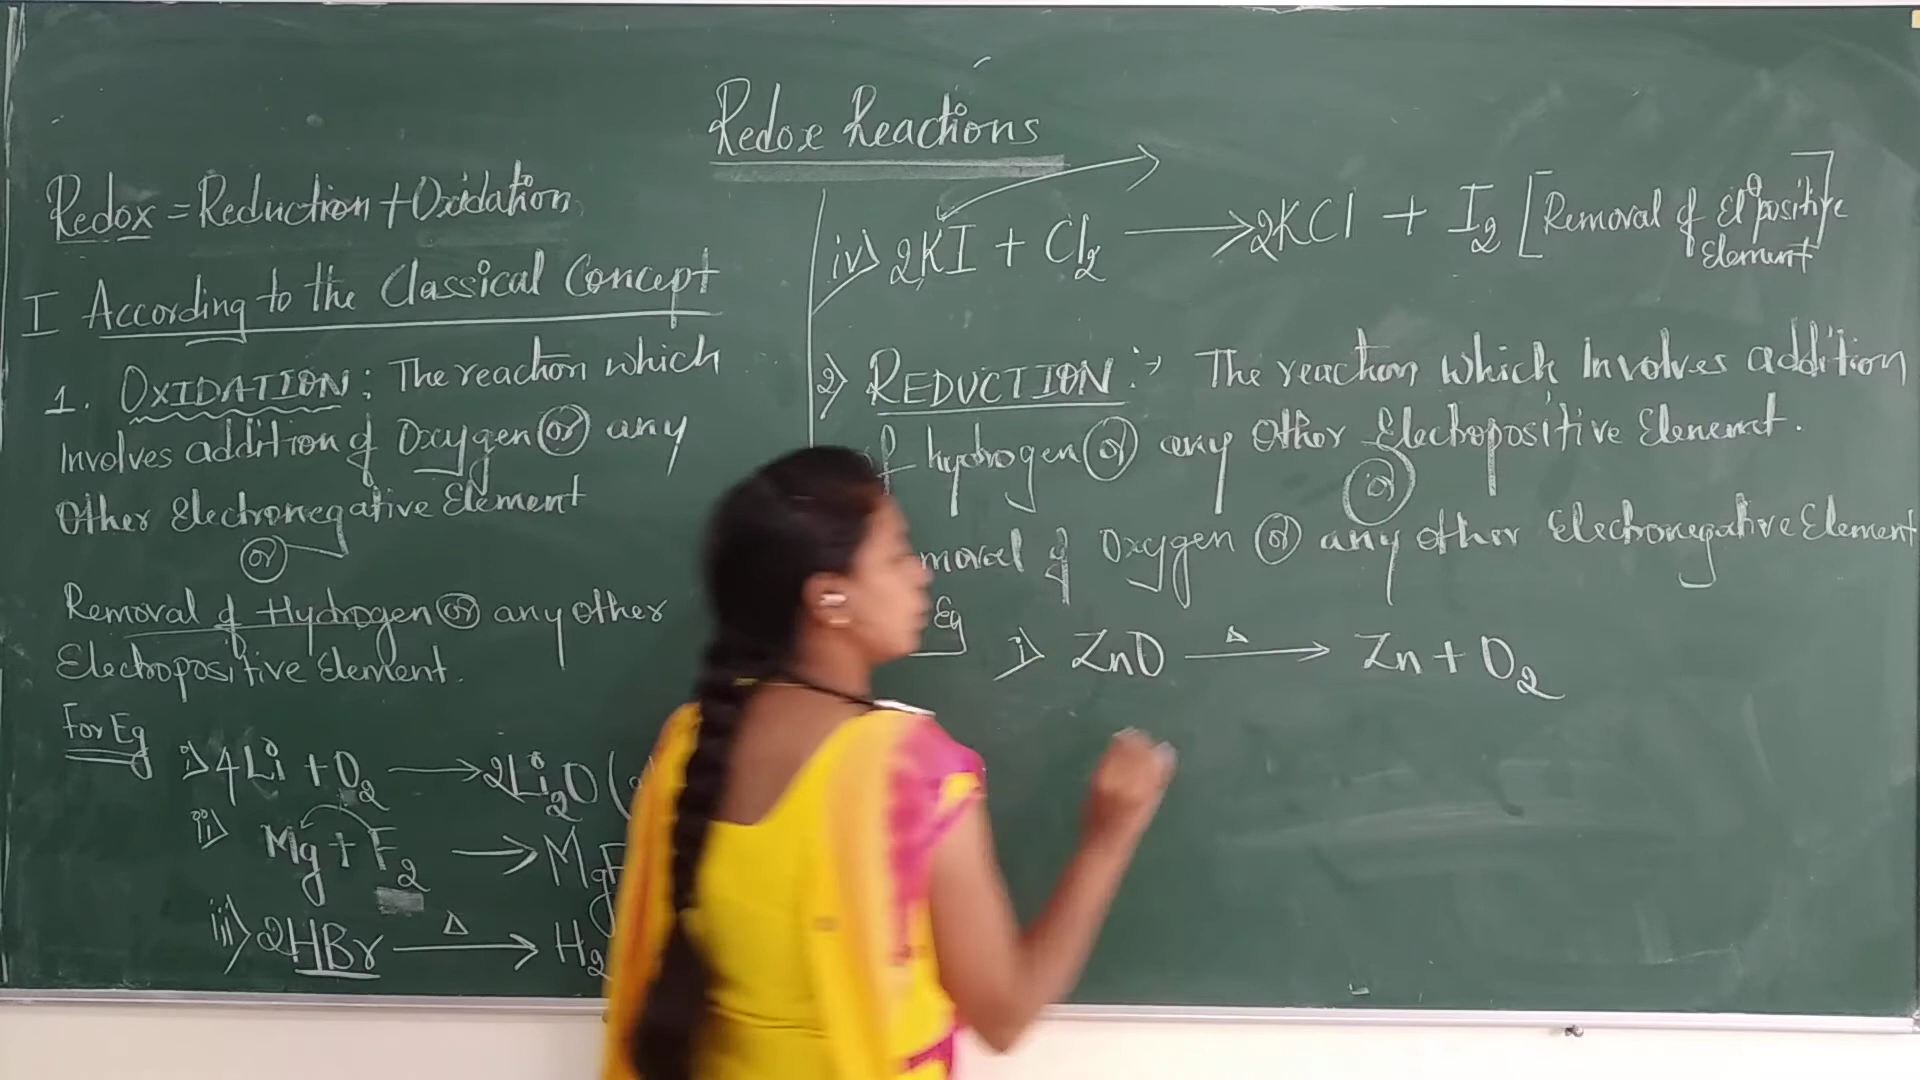 Redox Reactions
Redox = Reduction + Oxidation
I According to the Classical Concept
1. OXIDATION : The reaction which
Involves addition of Oxygen (or) any
Other Electronegative Element
(or)
Removal of Hydrogen (or) any other
Electropositive Element.
For Eg
i) 4Li + O₂ → 2Li₂O
ii) Mg + F₂ → MgF
iii) 2HBr —Δ→ H₂
iv) 2KI + Cl₂ → 2KCl + I₂ [Removal of El⊕positive
Element]
2) REDUCTION :- The reaction which Involves addition
of hydrogen (or) any Other Electropositive Element.
(or)
moval of Oxygen (or) any other Electronegative Element
Eg
i) ZnO —Δ→ Zn + O₂